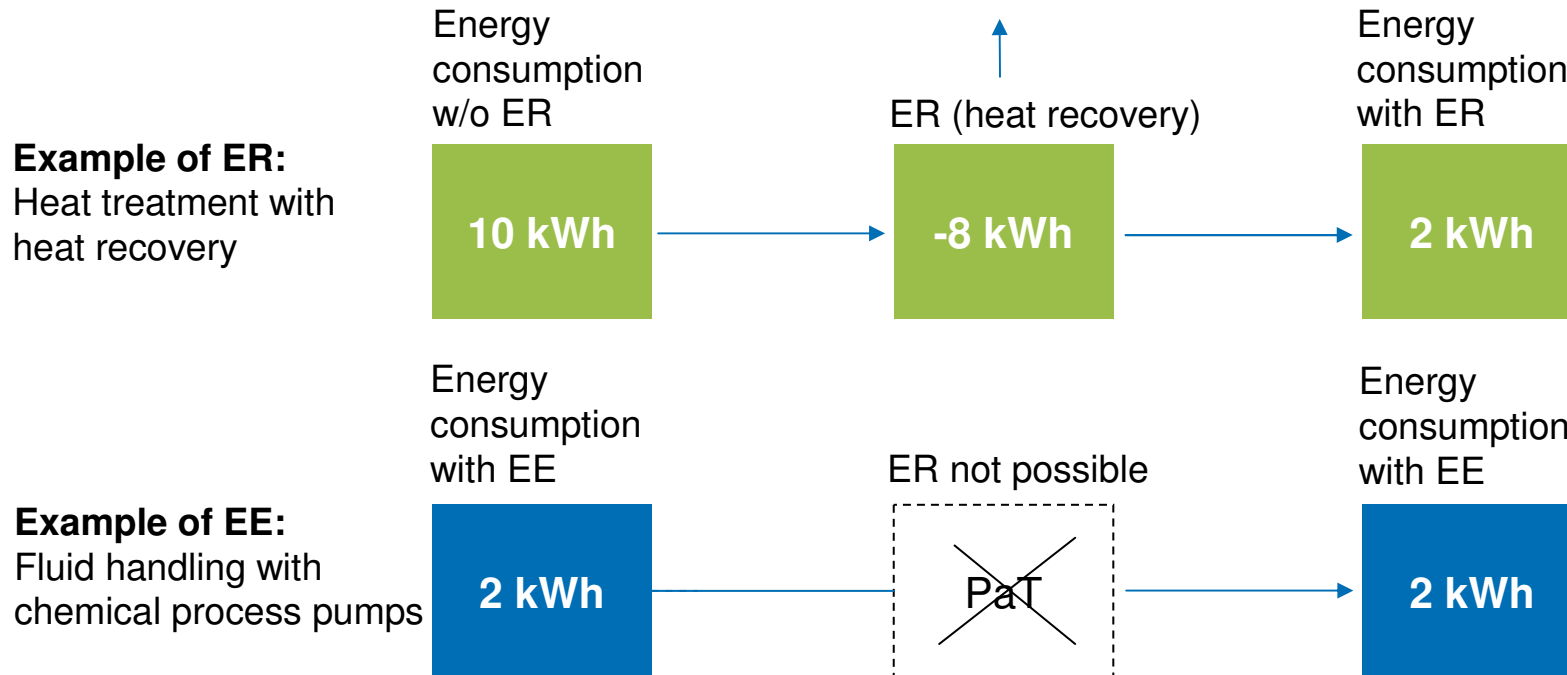 Energy
consumption
w/o ER
ER (heat recovery)
Energy
consumption
with ER
Example of ER:
Heat treatment with
heat recovery
10 kWh
-8 kWh
2 kWh
Energy
consumption
with EE
ER not possible
Energy
consumption
with EE
Example of EE:
Fluid handling with
chemical process pumps
2 kWh
PaT
2 kWh